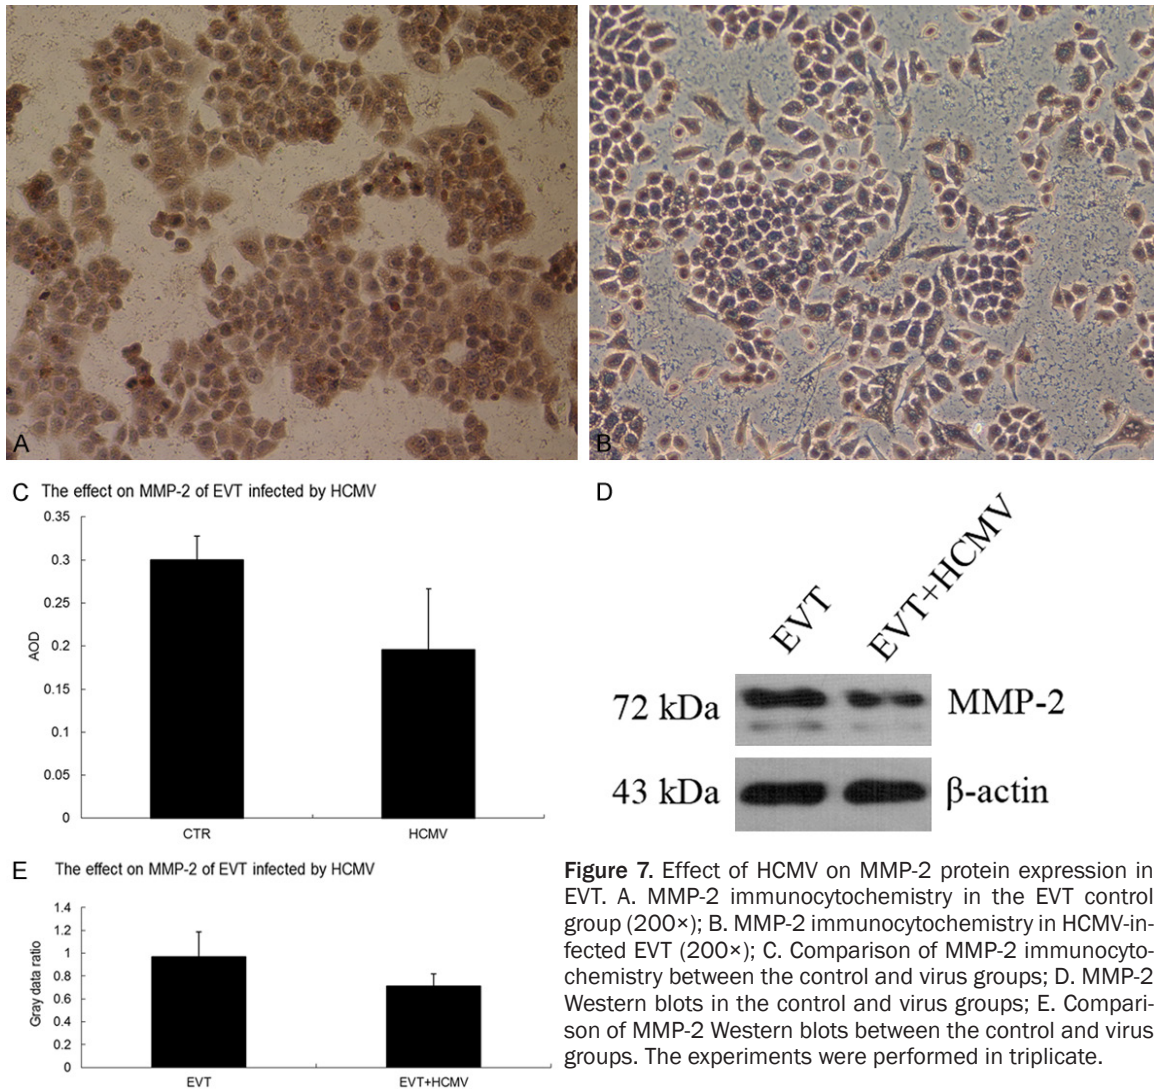 A
B
C The effect on MMP-2 of EVT infected by HCMV
0.35
0.3
0.25
0.2
0.15
0.1
0.05
0
AOD
CTR HCMV
D
EVT EVT+HCMV
72 kDa MMP-2
43 kDa β-actin
E The effect on MMP-2 of EVT infected by HCMV
1.4
1.2
1
0.8
0.6
0.4
0.2
0
Gray data ratio
EVT EVT+HCMV
Figure 7. Effect of HCMV on MMP-2 protein expression in
EVT. A. MMP-2 immunocytochemistry in the EVT control
group (200×); B. MMP-2 immunocytochemistry in HCMV-in-
fected EVT (200×); C. Comparison of MMP-2 immunocyto-
chemistry between the control and virus groups; D. MMP-2
Western blots in the control and virus groups; E. Compari-
son of MMP-2 Western blots between the control and virus
groups. The experiments were performed in triplicate.